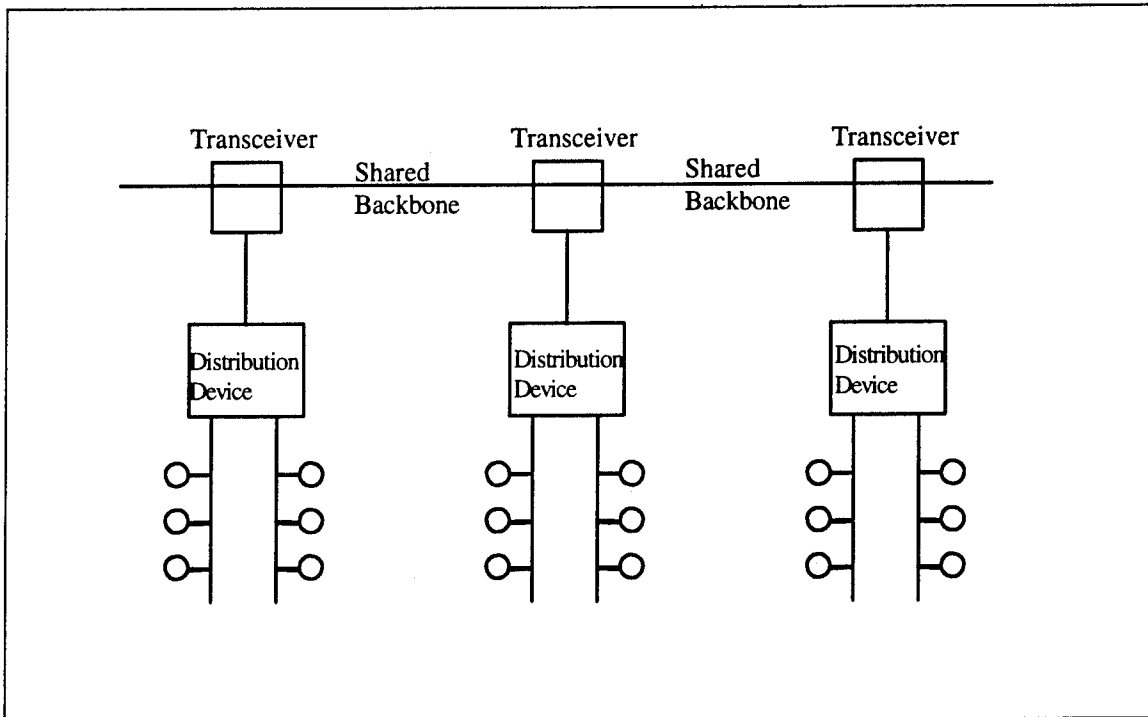 Transceiver
Transceiver
Transceiver
Shared
Backbone
Shared
Backbone
Distribution
Device
Distribution
Device
Distribution
Device